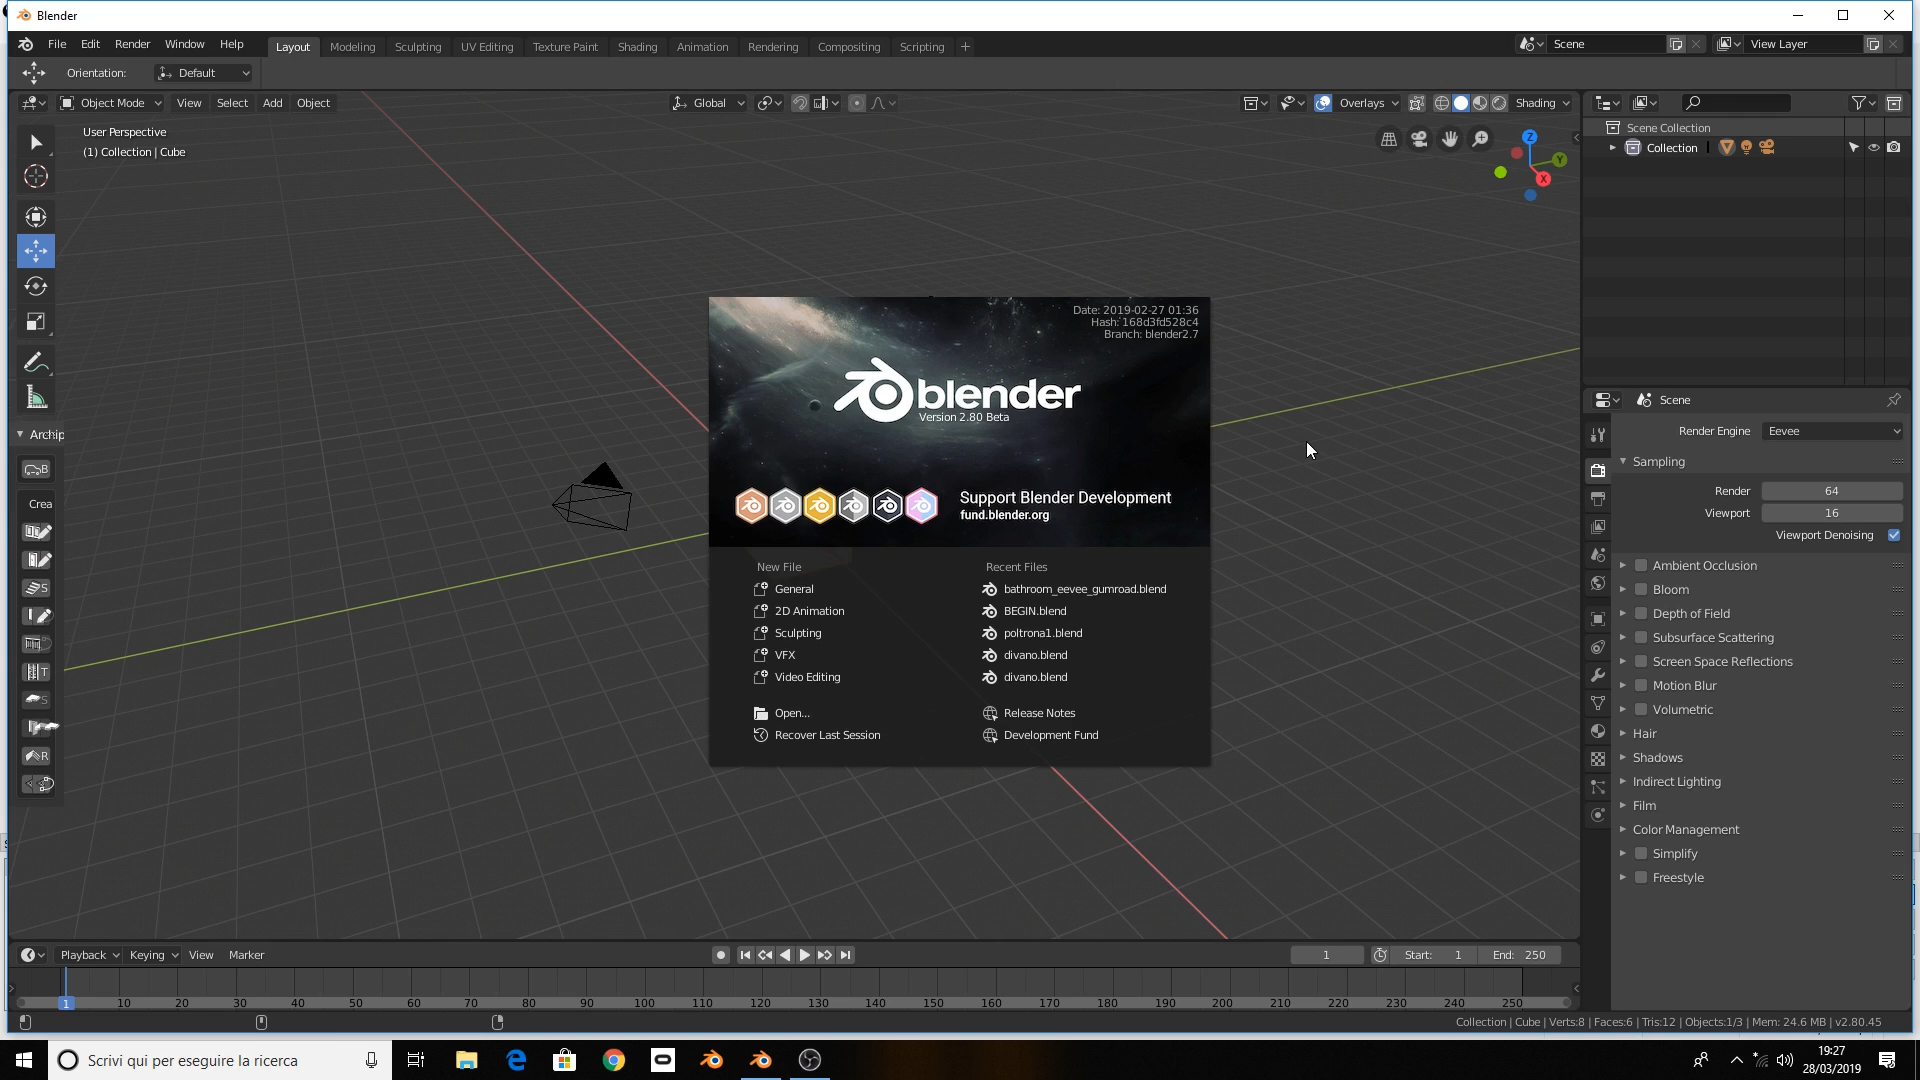 Blender
File Edit Render Window Help Layout Modeling Sculpting UV Editing Texture Paint Shading Animation Rendering Compositing Scripting + Scene View Layer
Orientation: Default
Object Mode View Select Add Object Global Overlays Shading
User Perspective
(1) Collection | Cube
Z
Y
X
Scene Collection
Collection
Archip
B
Crea
S
T
S
R
Date: 2019-02-27 01:36
Hash: 168d3fd528c4
Branch: blender2.7
blender
Version 2.80 Beta
Support Blender Development
fund.blender.org
New File
General
2D Animation
Sculpting
VFX
Video Editing
Open...
Recover Last Session
Recent Files
bathroom_eevee_gumroad.blend
BEGIN.blend
poltrona1.blend
divano.blend
divano.blend
Release Notes
Development Fund
Scene
Render Engine Eevee
Sampling
Render 64
Viewport 16
Viewport Denoising
Ambient Occlusion
Bloom
Depth of Field
Subsurface Scattering
Screen Space Reflections
Motion Blur
Volumetric
Hair
Shadows
Indirect Lighting
Film
Color Management
Simplify
Freestyle
Playback Keying View Marker 1 Start: 1 End: 250
1 10 20 30 40 50 60 70 80 90 100 110 120 130 140 150 160 170 180 190 200 210 220 230 240 250
Collection | Cube | Verts:8 | Faces:6 | Tris:12 | Objects:1/3 | Mem: 24.6 MB | v2.80.45
Scrivi qui per eseguire la ricerca
19:27
28/03/2019